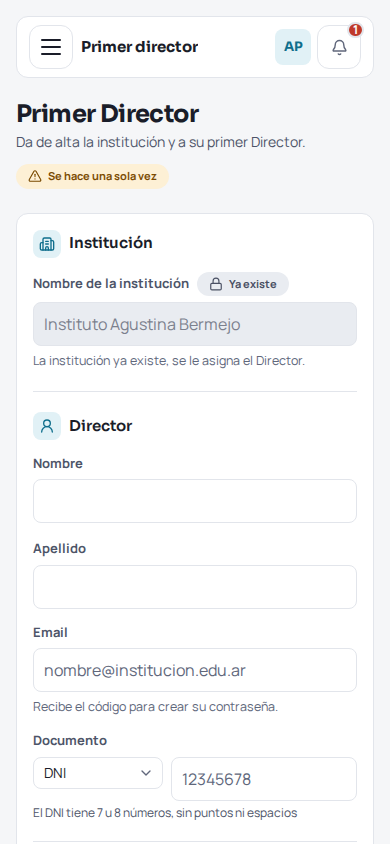 Primer director
AP
1
Primer Director
Da de alta la institución y a su primer Director.
Se hace una sola vez
Institución
Nombre de la institución
Ya existe
Instituto Agustina Bermejo
La institución ya existe, se le asigna el Director.
Director
Nombre
Apellido
Email
nombre@institucion.edu.ar
Recibe el código para crear su contraseña.
Documento
DNI
12345678
El DNI tiene 7 u 8 números, sin puntos ni espacios